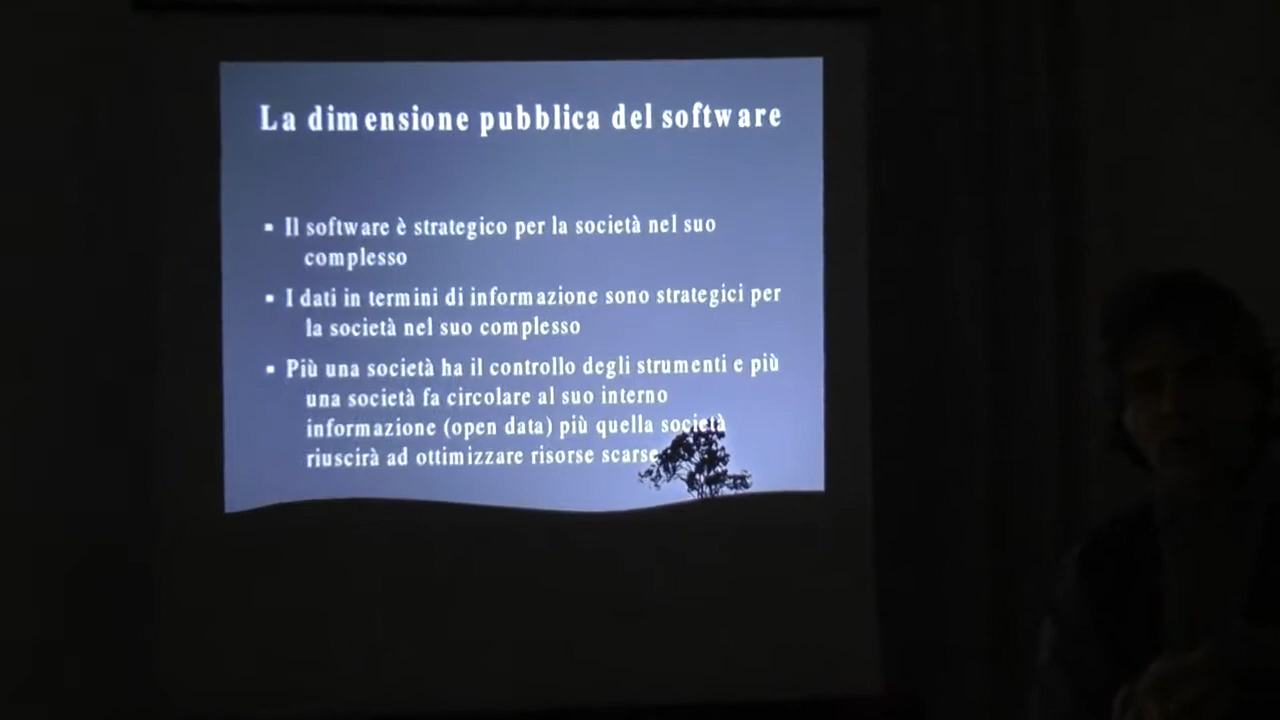 La dimensione pubblica del software
▪ Il software è strategico per la società nel suo
complesso
▪ I dati in termini di informazione sono strategici per
la società nel suo complesso
▪ Più una società ha il controllo degli strumenti e più
una società fa circolare al suo interno
informazione (open data) più quella società
riuscirà ad ottimizzare risorse scarse